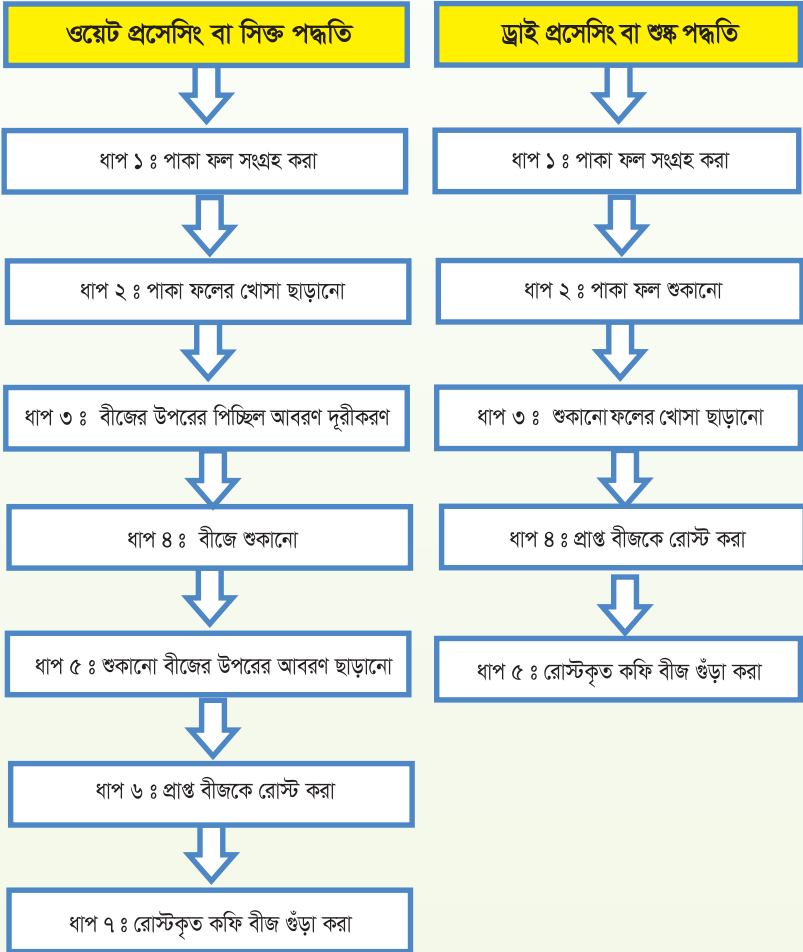 ওয়েট প্রসেসিং বা সিক্ত পদ্ধতি
ধাপ ১ ঃ পাকা ফল সংগ্রহ করা
ধাপ ২ ঃ পাকা ফলের খোসা ছাড়ানো
ধাপ ৩ ঃ বীজের উপরের পিচ্ছিল আবরণ দূরীকরণ
ধাপ ৪ ঃ বীজে শুকানো
ধাপ ৫ ঃ শুকানো বীজের উপরের আবরণ ছাড়ানো
ধাপ ৬ ঃ প্রাপ্ত বীজকে রোস্ট করা
ধাপ ৭ ঃ রোস্টকৃত কফি বীজ গুঁড়া করা
ড্রাই প্রসেসিং বা শুষ্ক পদ্ধতি
ধাপ ১ ঃ পাকা ফল সংগ্রহ করা
ধাপ ২ ঃ পাকা ফল শুকানো
ধাপ ৩ ঃ শুকানো ফলের খোসা ছাড়ানো
ধাপ ৪ ঃ প্রাপ্ত বীজকে রোস্ট করা
ধাপ ৫ ঃ রোস্টকৃত কফি বীজ গুঁড়া করা